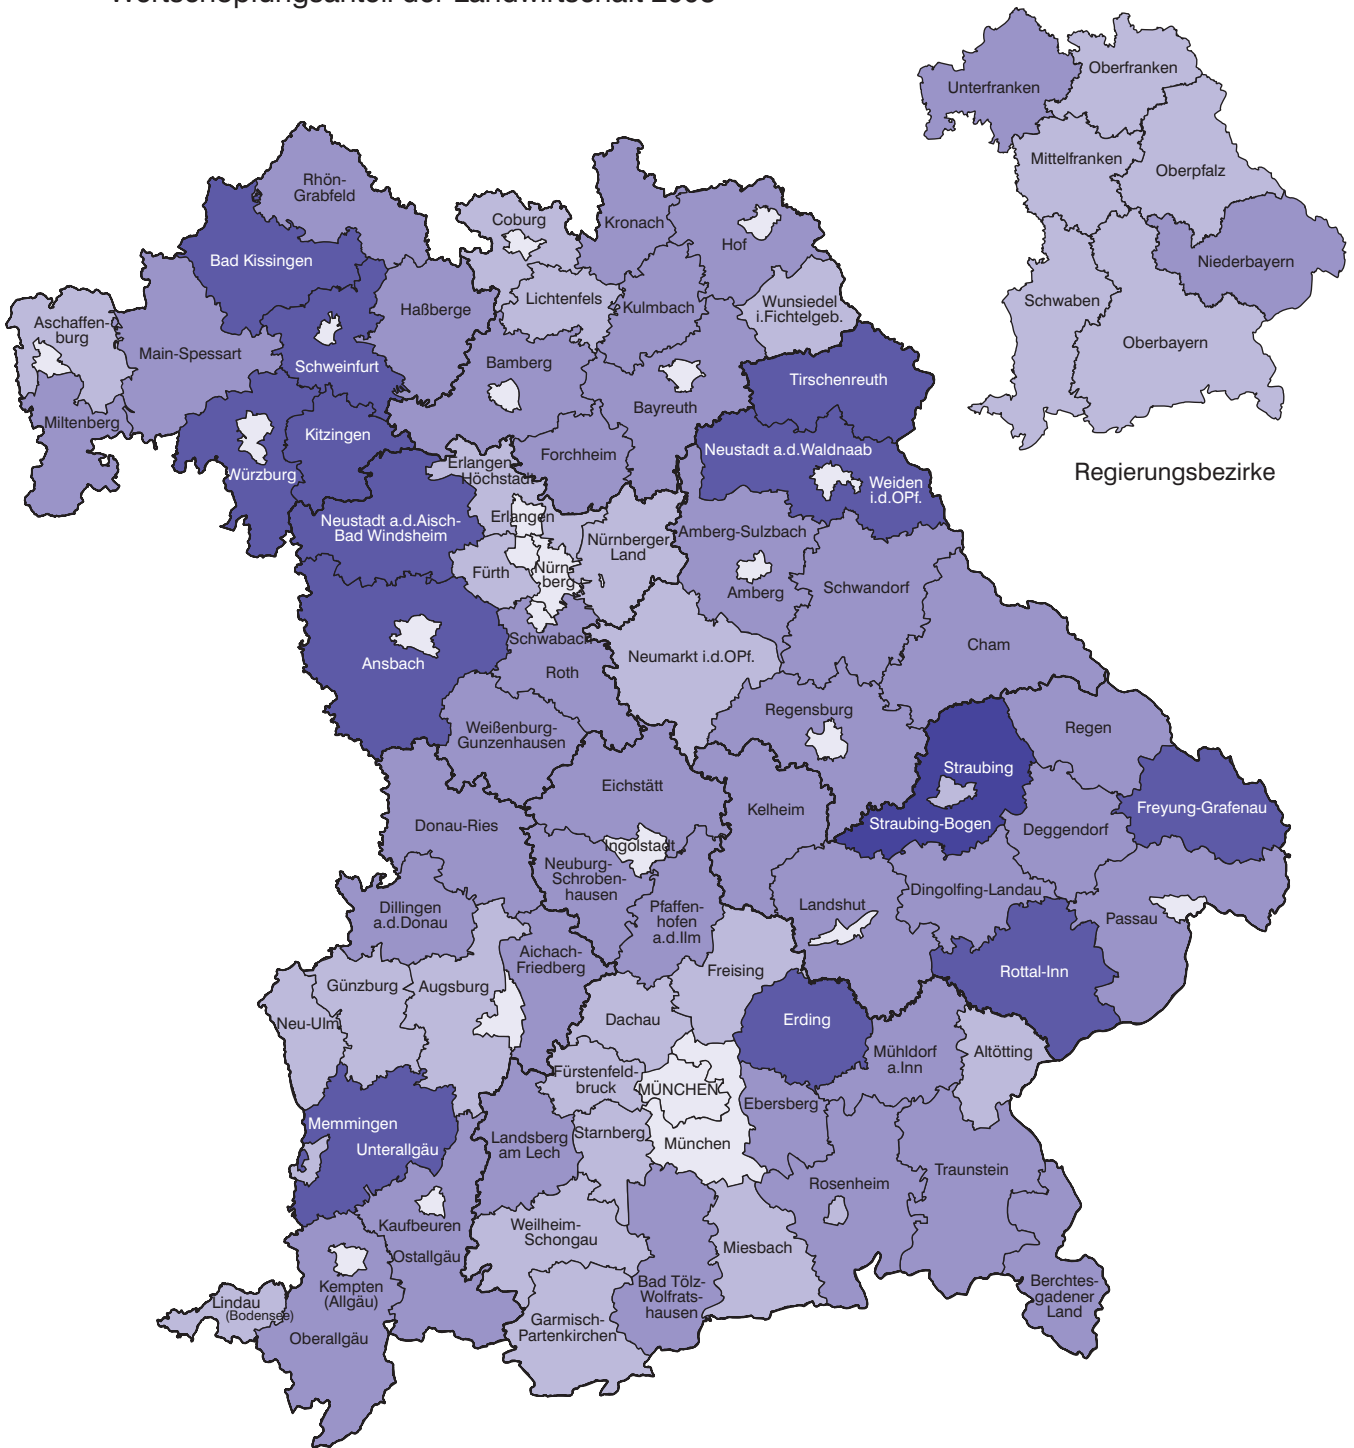 Unterfranken
Oberfranken
Mittelfranken
Oberpfalz
Niederbayern
Schwaben
Oberbayern
Regierungsbezirke
Rhön-
Grabfeld
Bad Kissingen
Coburg
Kronach
Hof
Haßberge
Lichtenfels
Kulmbach
Wunsiedel
i.Fichtelgeb.
Aschaffen-
burg
Main-Spessart
Schweinfurt
Bamberg
Bayreuth
Tirschenreuth
Miltenberg
Kitzingen
Würzburg
Forchheim
Erlangen-
Höchstadt
Neustadt a.d.Waldnaab
Weiden
i.d.OPf.
Neustadt a.d.Aisch-
Bad Windsheim
Erlangen
Fürth
Nürn-
berg
Nürnberger
Land
Amberg-Sulzbach
Amberg
Schwandorf
Cham
Ansbach
Schwabach
Roth
Neumarkt i.d.OPf.
Weißenburg-
Gunzenhausen
Regensburg
Regen
Straubing
Straubing-Bogen
Freyung-Grafenau
Deggendorf
Eichstätt
Kelheim
Donau-Ries
Ingolstadt
Neuburg-
Schroben-
hausen
Pfaffen-
hofen
a.d.Ilm
Landshut
Dingolfing-Landau
Passau
Dillingen
a.d.Donau
Aichach-
Friedberg
Freising
Rottal-Inn
Günzburg
Augsburg
Neu-Ulm
Dachau
Erding
Mühldorf
a.Inn
Altötting
Fürstenfeld-
bruck
MÜNCHEN
Ebersberg
Memmingen
Unterallgäu
Landsberg
am Lech
Starnberg
München
Rosenheim
Traunstein
Kaufbeuren
Ostallgäu
Weilheim-
Schongau
Miesbach
Kempten
(Allgäu)
Lindau
(Bodensee)
Oberallgäu
Garmisch-
Partenkirchen
Bad Tölz-
Wolfrats-
hausen
Berchtes-
gadener
Land